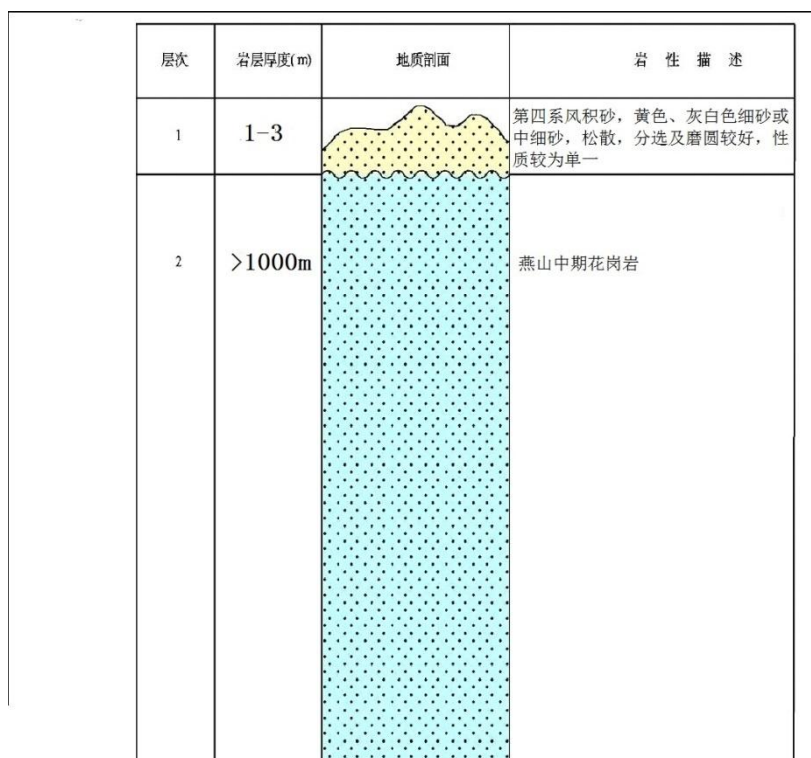 层次 岩层厚度(m) 地质剖面 岩 性 描 述
1 1-3 第四系风积砂，黄色、灰白色细砂或
中细砂，松散，分选及磨圆较好，性
质较为单一
2 >1000m 燕山中期花岗岩